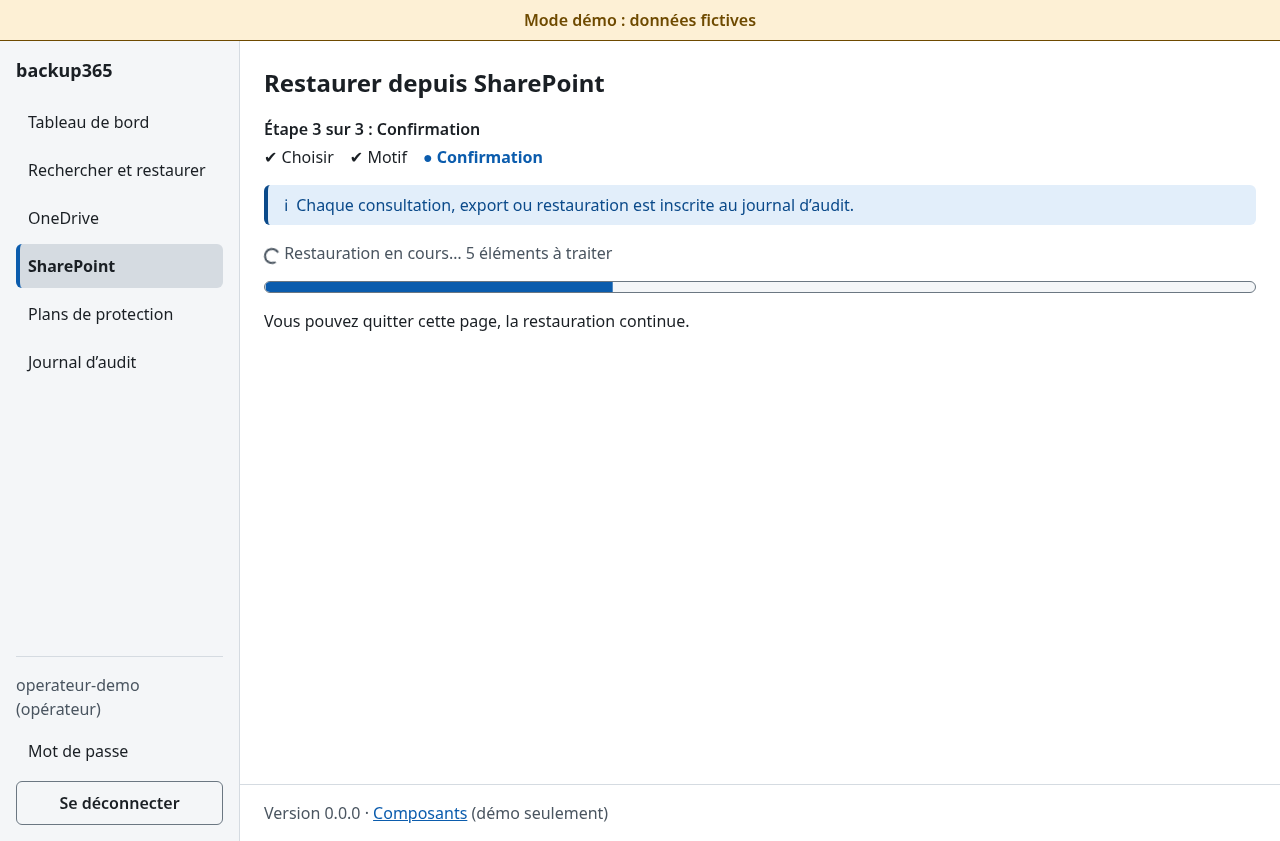 Mode démo : données fictives
backup365
Tableau de bord
Rechercher et restaurer
OneDrive
SharePoint
Plans de protection
Journal d’audit
operateur-demo
(opérateur)
Mot de passe
Se déconnecter
Restaurer depuis SharePoint
Étape 3 sur 3 : Confirmation
✔ Choisir ✔ Motif ● Confirmation
i Chaque consultation, export ou restauration est inscrite au journal d’audit.
Restauration en cours… 5 éléments à traiter
Vous pouvez quitter cette page, la restauration continue.
Version 0.0.0 · Composants (démo seulement)